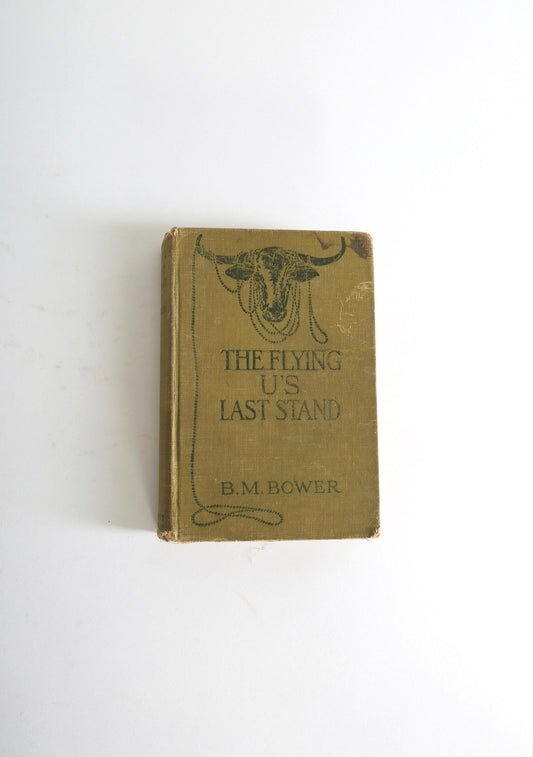 THE FLYING
U'S
LAST STAND
B.M. BOWER